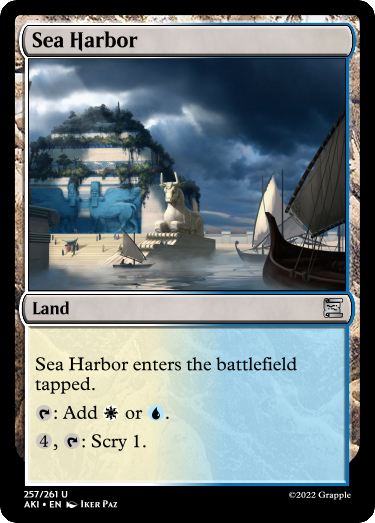 Sea Harbor
Land
Sea Harbor enters the battlefield
tapped.
: Add or .
4, : Scry 1.
257/261 U
AKI • EN Iker Paz
©2022 Grapple